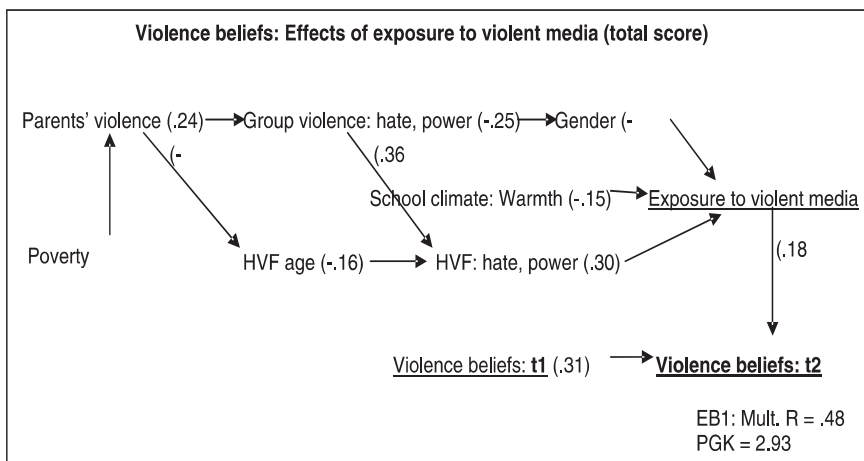 Violence beliefs: Effects of exposure to violent media (total score)
Parents' violence (.24) Group violence: hate, power (-.25) Gender (-
(- (.36
School climate: Warmth (-.15) Exposure to violent media
Poverty HVF age (-.16) HVF: hate, power (.30) (.18
Violence beliefs: t1 (.31) Violence beliefs: t2
EB1: Mult. R = .48
PGK = 2.93